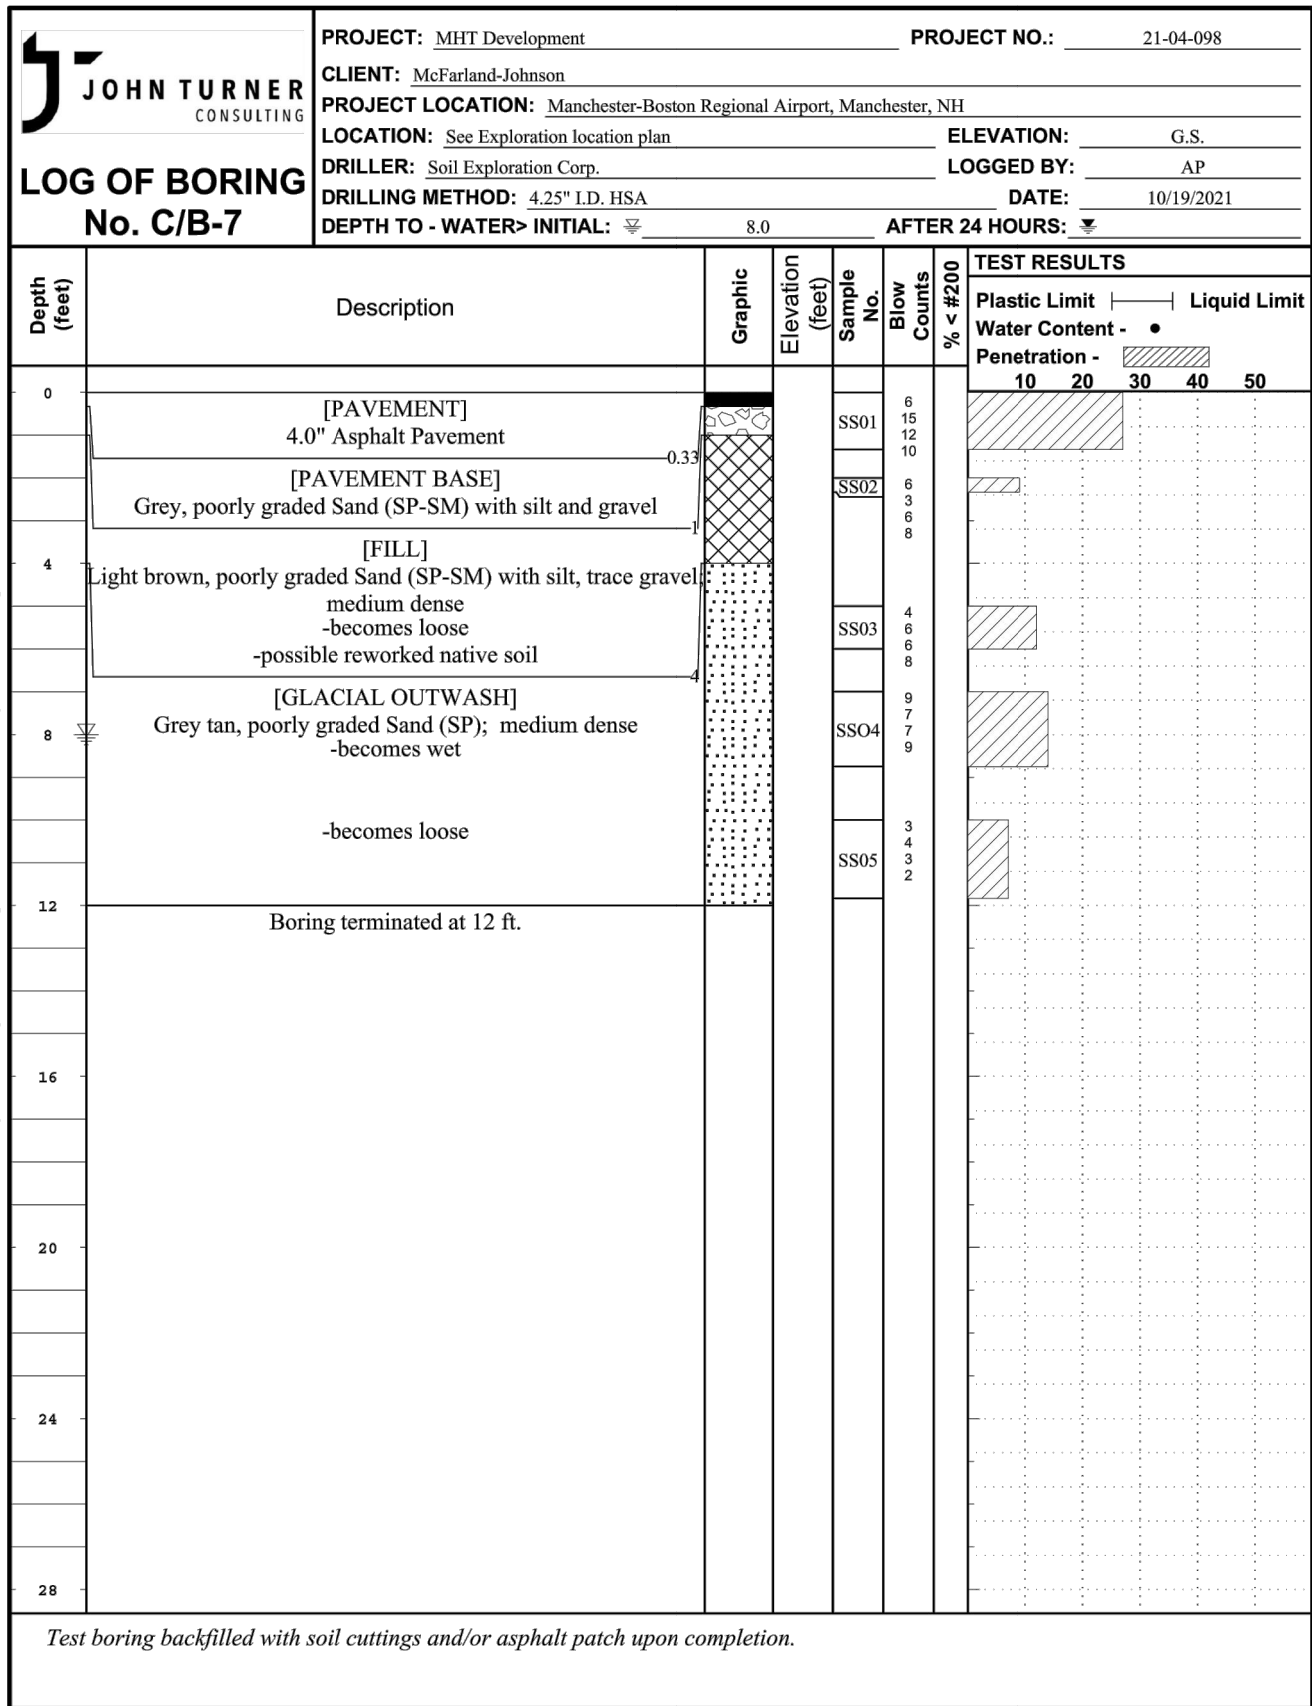 JOHN TURNER
CONSULTING
LOG OF BORING
No. C/B-7
PROJECT: MHT Development PROJECT NO.: 21-04-098
CLIENT: McFarland-Johnson
PROJECT LOCATION: Manchester-Boston Regional Airport, Manchester, NH
LOCATION: See Exploration location plan ELEVATION: G.S.
DRILLER: Soil Exploration Corp. LOGGED BY: AP
DRILLING METHOD: 4.25" I.D. HSA DATE: 10/19/2021
DEPTH TO - WATER> INITIAL: 8.0 AFTER 24 HOURS:
Depth (feet)
Description
Graphic
Elevation (feet)
Sample No.
Blow Counts
% < #200
TEST RESULTS
Plastic Limit Liquid Limit
Water Content - ●
Penetration -
10 20 30 40 50
0
[PAVEMENT]
4.0" Asphalt Pavement
0.33
SS01
6
15
12
10
[PAVEMENT BASE]
Grey, poorly graded Sand (SP-SM) with silt and gravel
1
SS02
6
3
6
8
[FILL]
4
Light brown, poorly graded Sand (SP-SM) with silt, trace gravel;
medium dense
-becomes loose
-possible reworked native soil
4
SS03
4
6
6
8
[GLACIAL OUTWASH]
Grey tan, poorly graded Sand (SP); medium dense
8
-becomes wet
SSO4
9
7
7
9
-becomes loose
SS05
3
4
3
2
12
Boring terminated at 12 ft.
16
20
24
28
Test boring backfilled with soil cuttings and/or asphalt patch upon completion.